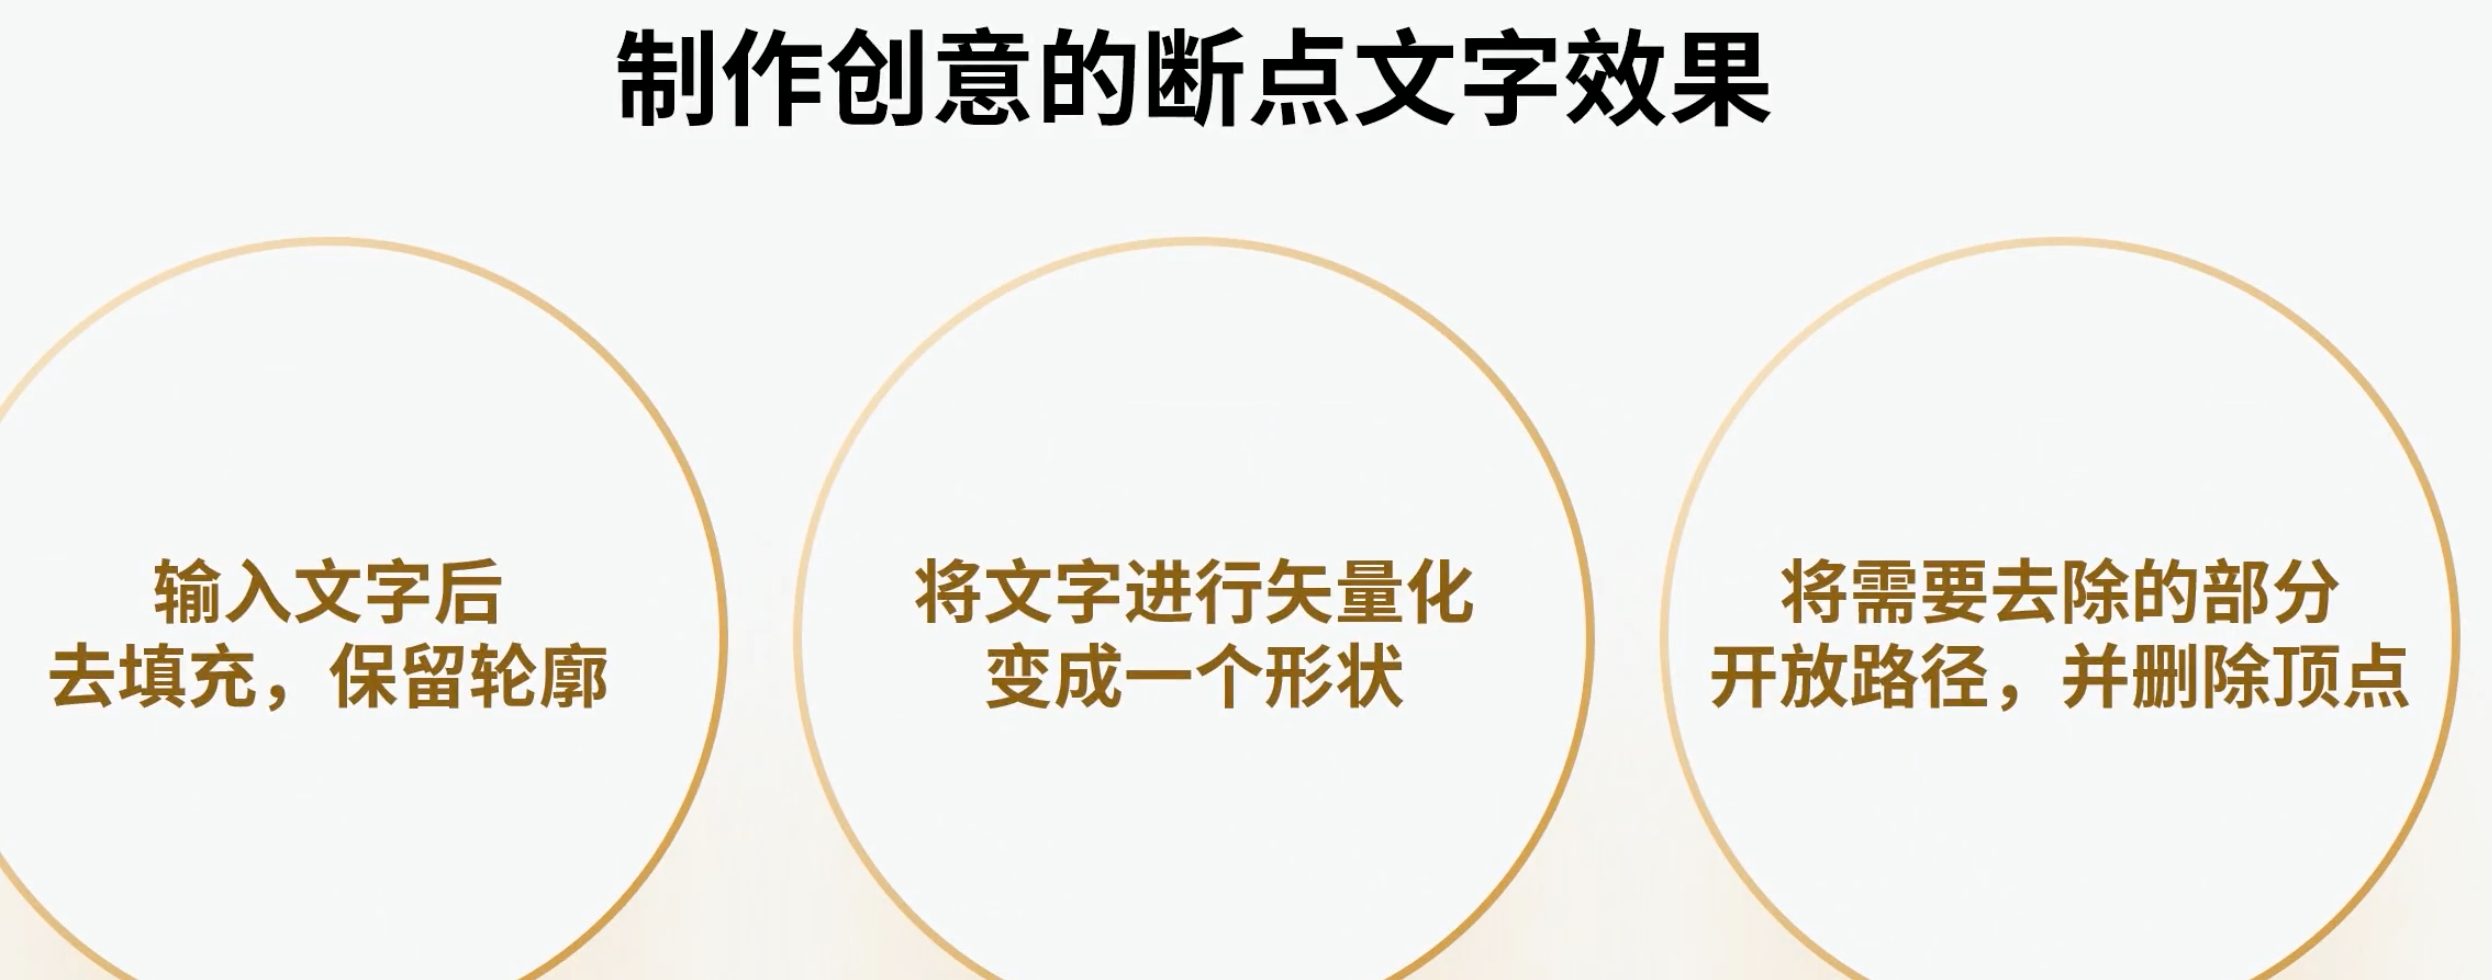 制作创意的断点文字效果
输入文字后
去填充，保留轮廓
将文字进行矢量化
变成一个形状
将需要去除的部分
开放路径，并删除顶点